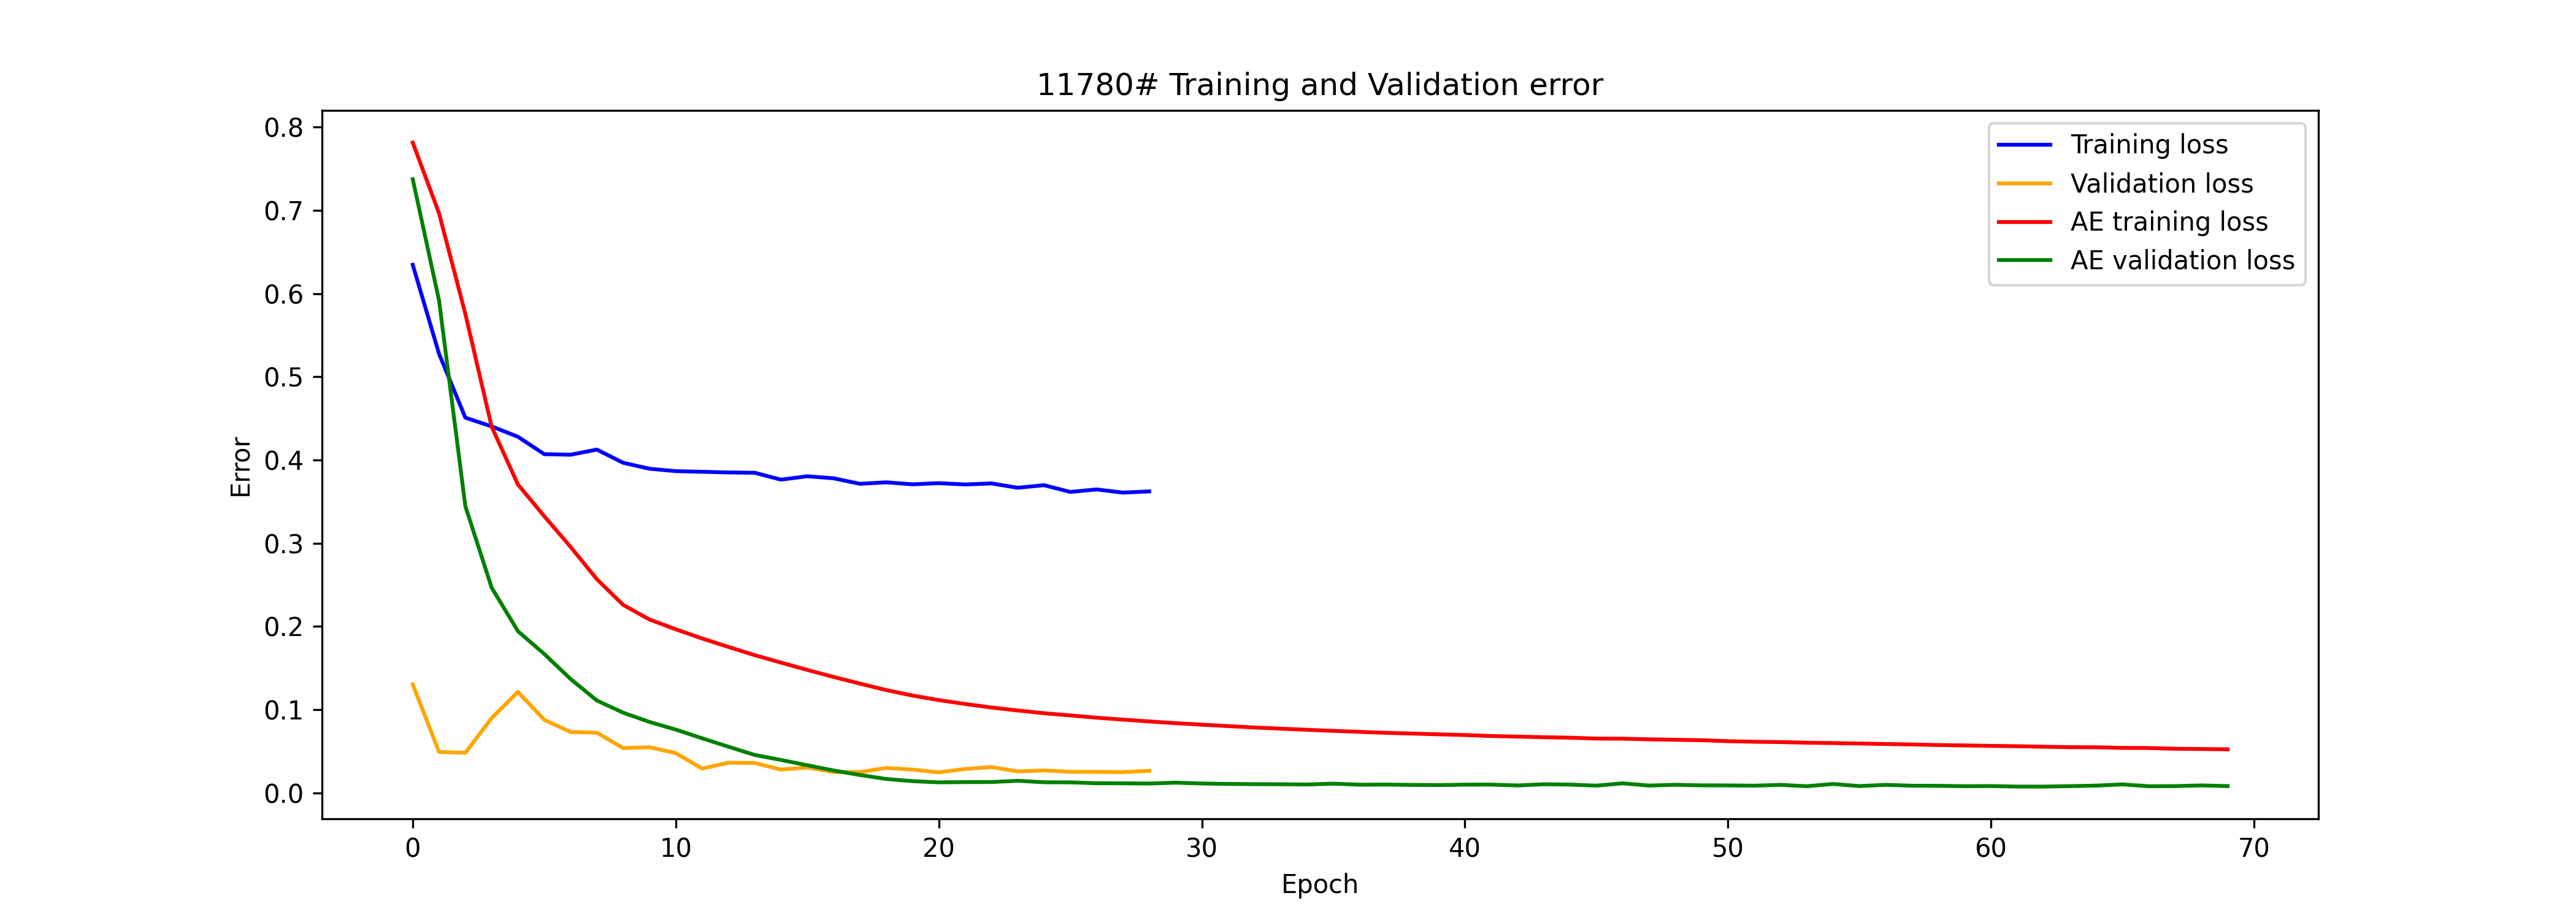 11780# Training and Validation error
Training loss
Validation loss
AE training loss
AE validation loss
Error
0.8
0.7
0.6
0.5
0.4
0.3
0.2
0.1
0.0
0 10 20 30 40 50 60 70
Epoch